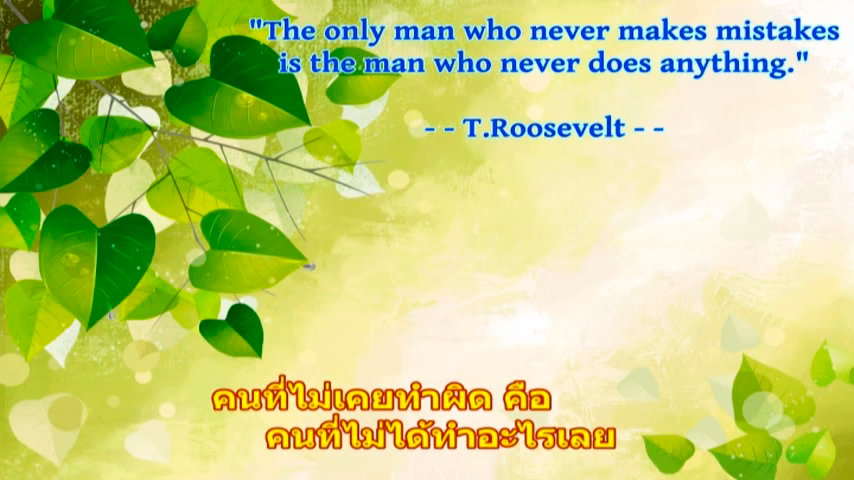 "The only man who never makes mistakes
is the man who never does anything."
- - T.Roosevelt - -
คนที่ไม่เคยทำผิด คือ
คนที่ไม่ได้ทำอะไรเลย